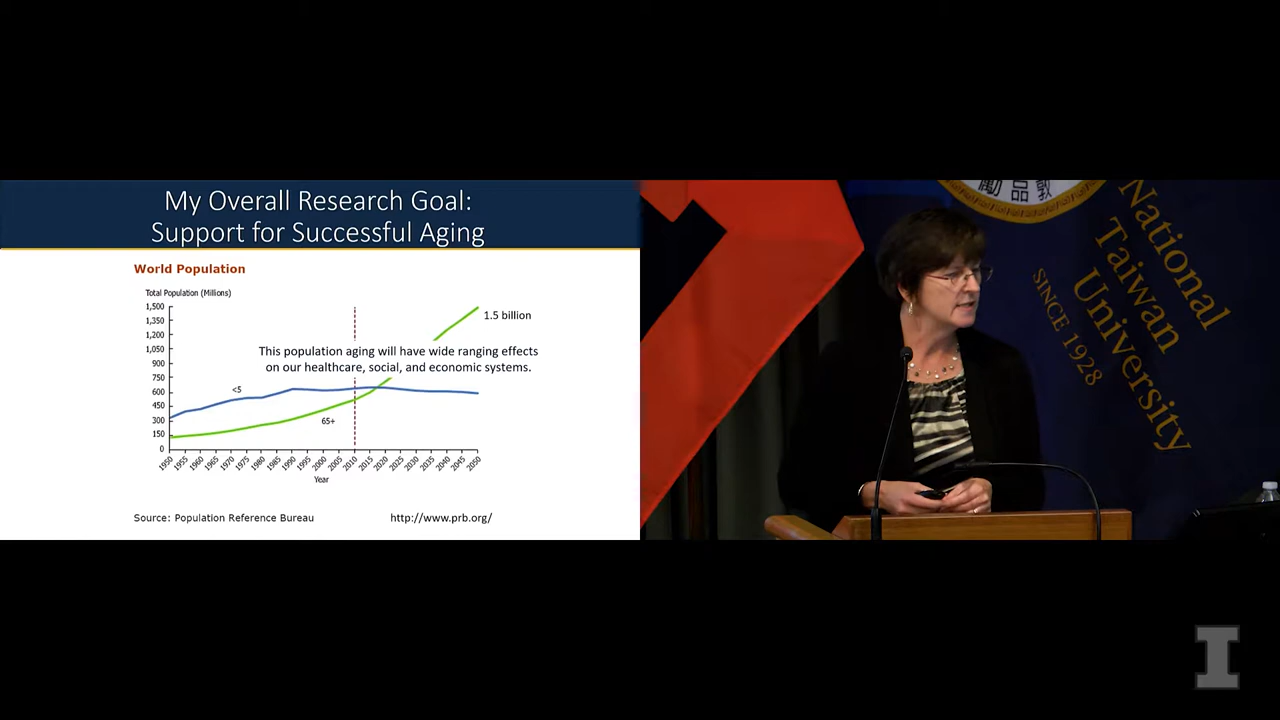 My Overall Research Goal:
Support for Successful Aging
World Population
Total Population (Millions)
1,500
1,350
1,200
1,050
900
750
600
450
300
150
0
1.5 billion
This population aging will have wide ranging effects
on our healthcare, social, and economic systems.
<5
65+
1950 1955 1960 1965 1970 1975 1980 1985 1990 1995 2000 2005 2010 2015 2020 2025 2030 2035 2040 2045 2050
Year
Source: Population Reference Bureau
http://www.prb.org/
勵品敦
National
Taiwan
University
SINCE 1928
I